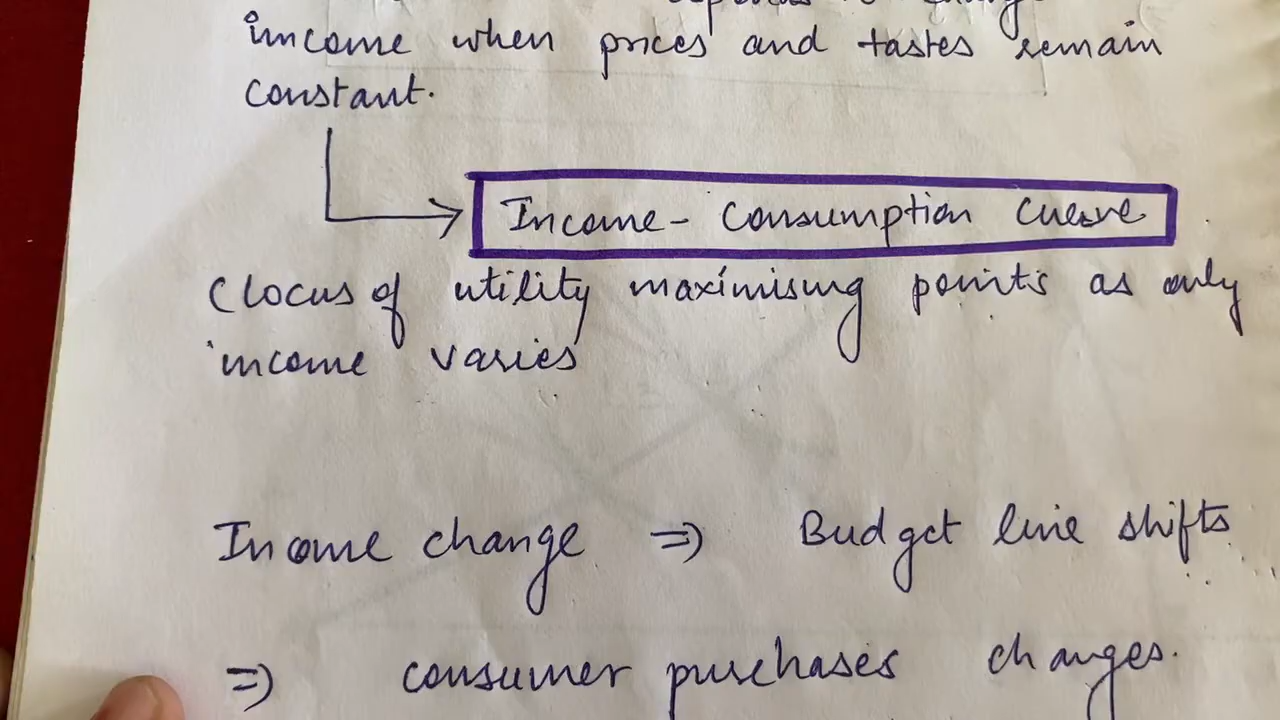 income when prices and tastes remain
constant.
Income - Consumption Curve
(locus of utility maximising points as only
income varies
Income change => Budget line shifts
=> consumer purchases changes.